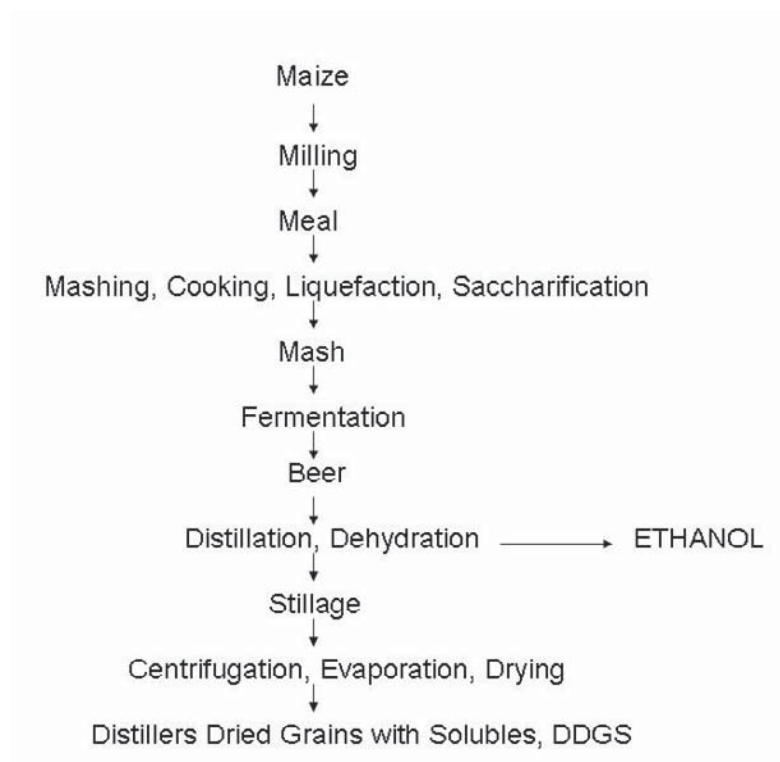 Maize
Milling
Meal
Mashing, Cooking, Liquefaction, Saccharification
Mash
Fermentation
Beer
Distillation, Dehydration ETHANOL
Stillage
Centrifugation, Evaporation, Drying
Distillers Dried Grains with Solubles, DDGS